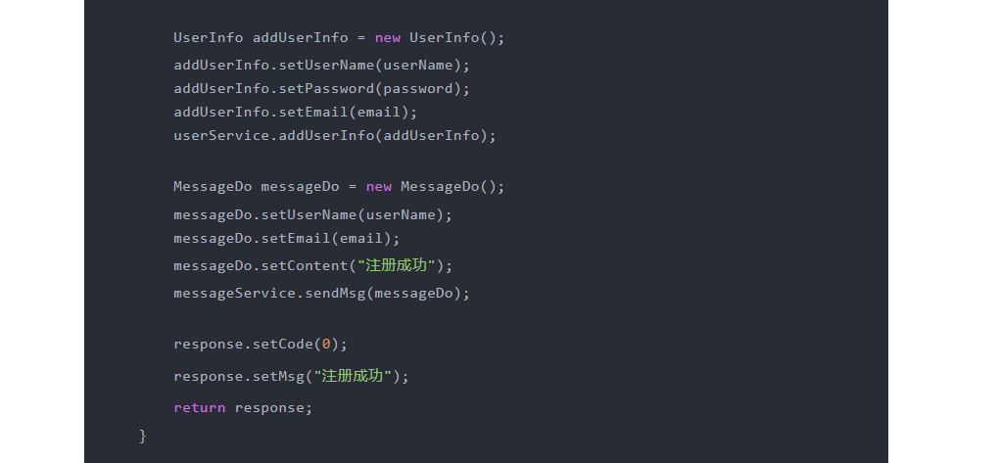 UserInfo addUserInfo = new UserInfo();
addUserInfo.setUserName(userName);
addUserInfo.setPassword(password);
addUserInfo.setEmail(email);
userService.addUserInfo(addUserInfo);
MessageDo messageDo = new MessageDo();
messageDo.setUserName(userName);
messageDo.setEmail(email);
messageDo.setContent("注册成功");
messageService.sendMsg(messageDo);
response.setCode(0);
response.setMsg("注册成功");
return response;
}